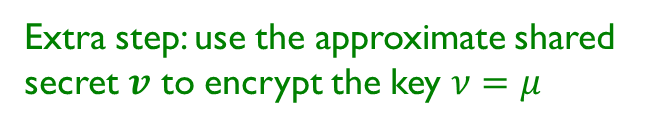 Extra step: use the approximate shared
secret 𝒗 to encrypt the key 𝜈 = 𝜇